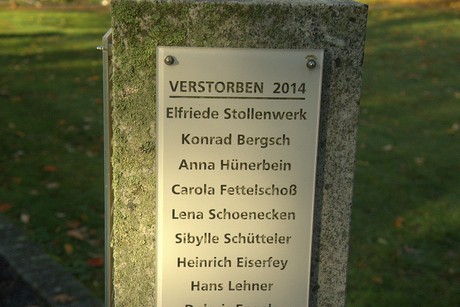 VERSTORBEN 2014
Elfriede Stollenwerk
Konrad Bergsch
Anna Hünerbein
Carola Fettelschoß
Lena Schoenecken
Sibylle Schütteler
Heinrich Eiserfey
Hans Lehner